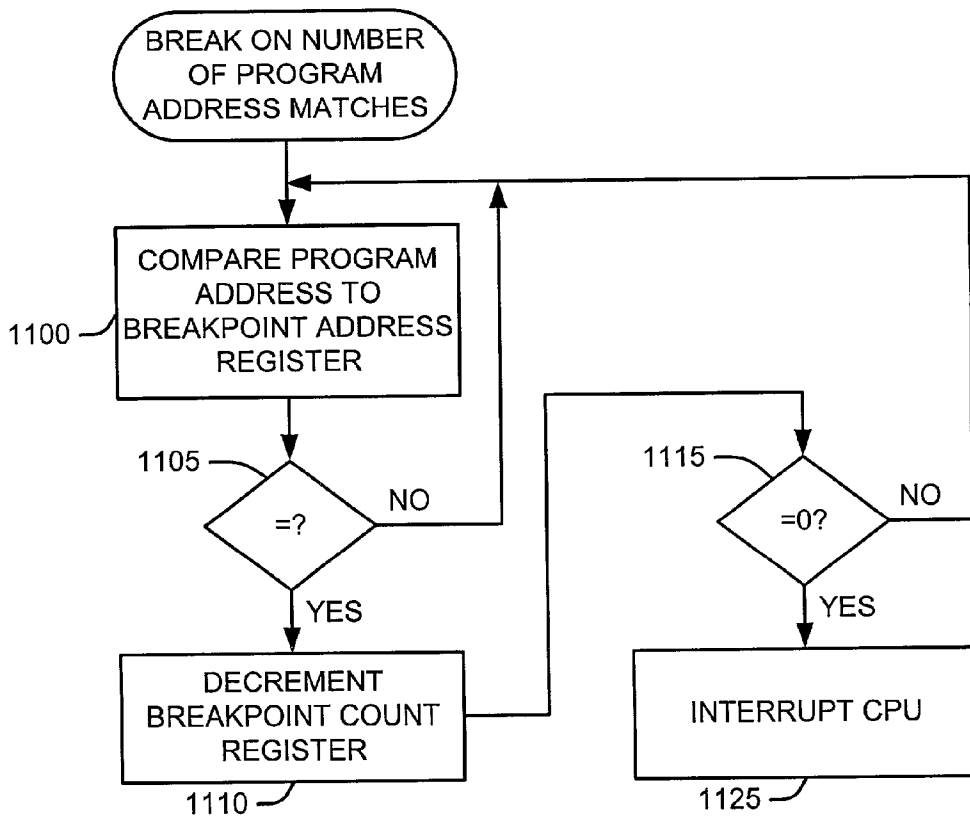 BREAK ON NUMBER
OF PROGRAM
ADDRESS MATCHES
COMPARE PROGRAM
ADDRESS TO
BREAKPOINT ADDRESS
REGISTER
1100
1105
=?
NO
YES
DECREMENT
BREAKPOINT COUNT
REGISTER
1110
1115
=0?
NO
YES
INTERRUPT CPU
1125